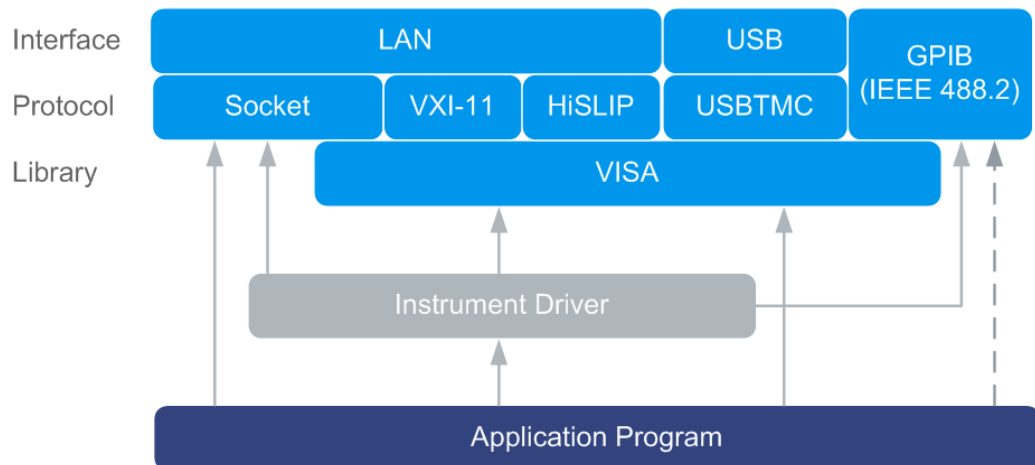 Interface
LAN
USB
GPIB
(IEEE 488.2)
Protocol
Socket
VXI-11
HiSLIP
USBTMC
Library
VISA
Instrument Driver
Application Program